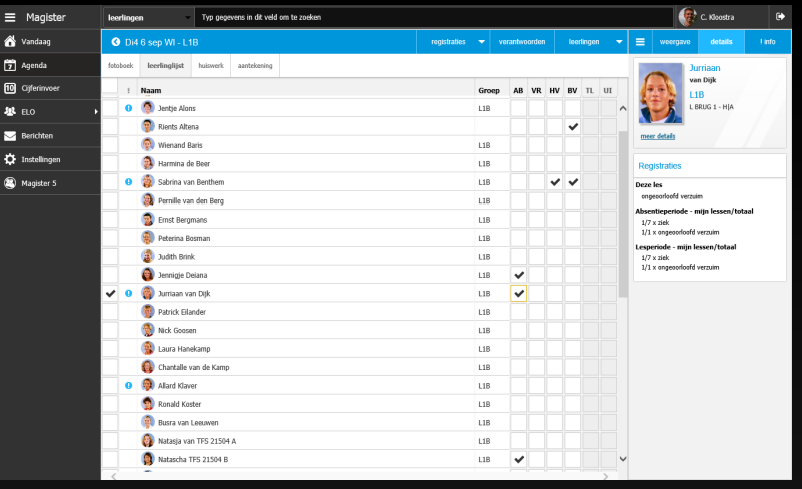 Magister
leerlingen
Typ gegevens in dit veld om te zoeken
C. Kloostra
Vandaag
7 Agenda
10 Cijferinvoer
ELO
Berichten
Instellingen
Magister 5
Di4 6 sep WI - L1B
registraties
verantwoorden
leerlingen
fotoboek leerlinglijst huiswerk aantekening
! Naam Groep AB VR HV BV TL UI
Jentje Alons L1B
Rients Altena
Wienand Baris L1B
Harmina de Beer L1B
Sabrina van Benthem L1B
Pernille van den Berg L1B
Ernst Bergmans L1B
Peterina Bosman L1B
Judith Brink L1B
Jennigje Deiana L1B
Jurriaan van Dijk L1B
Patrick Eilander L1B
Nick Goosen L1B
Laura Hanekamp L1B
Chantalle van de Kamp L1B
Allard Klaver L1B
Ronald Koster L1B
Busra van Leeuwen L1B
Natasja van TFS 21504 A L1B
Natascha TFS 21504 B L1B
weergave details ! info
Jurriaan
van Dijk
L1B
L BRUG 1 - H|A
meer details
Registraties
Deze les
ongeoorloofd verzuim
Absentieperiode - mijn lessen/totaal
1/7 x ziek
1/1 x ongeoorloofd verzuim
Lesperiode - mijn lessen/totaal
1/7 x ziek
1/1 x ongeoorloofd verzuim